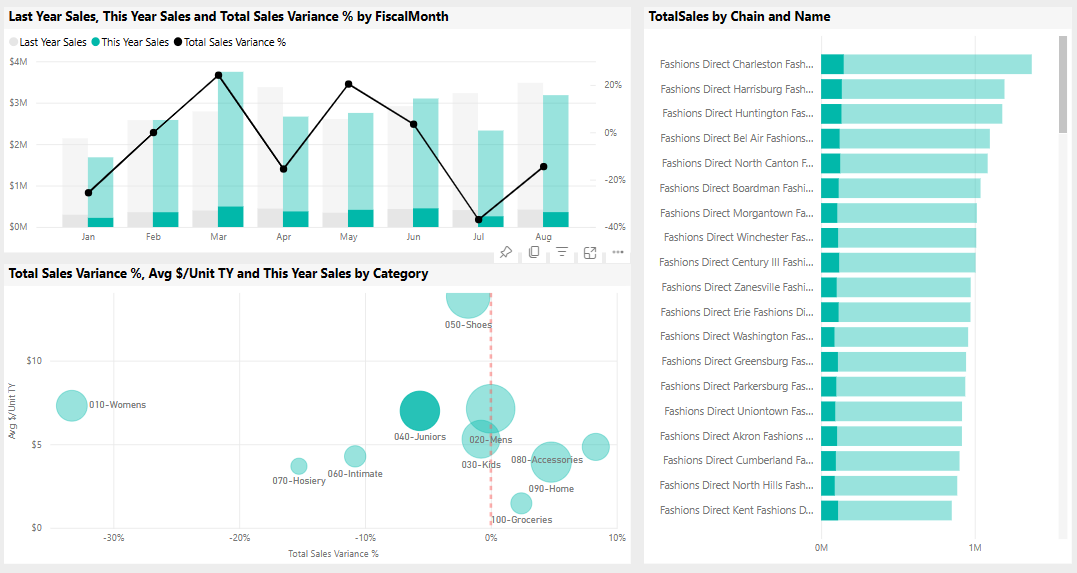 Last Year Sales, This Year Sales and Total Sales Variance % by FiscalMonth
Last Year Sales This Year Sales Total Sales Variance %
$4M
$3M
$2M
$1M
$0M
20%
0%
-20%
-40%
Jan Feb Mar Apr May Jun Jul Aug
Total Sales Variance %, Avg $/Unit TY and This Year Sales by Category
Avg $/Unit TY
$10
$5
$0
050-Shoes
010-Womens
040-Juniors
020-Mens
030-Kids
080-Accessories
060-Intimate
070-Hosiery
090-Home
100-Groceries
-30% -20% -10% 0% 10%
Total Sales Variance %
TotalSales by Chain and Name
Fashions Direct Charleston Fash...
Fashions Direct Harrisburg Fash...
Fashions Direct Huntington Fas...
Fashions Direct Bel Air Fashions...
Fashions Direct North Canton F...
Fashions Direct Boardman Fashi...
Fashions Direct Morgantown Fa...
Fashions Direct Winchester Fas...
Fashions Direct Century III Fashi...
Fashions Direct Zanesville Fashi...
Fashions Direct Erie Fashions Di...
Fashions Direct Washington Fas...
Fashions Direct Greensburg Fas...
Fashions Direct Parkersburg Fas...
Fashions Direct Uniontown Fas...
Fashions Direct Akron Fashions ...
Fashions Direct Cumberland Fa...
Fashions Direct North Hills Fash...
Fashions Direct Kent Fashions D...
0M 1M